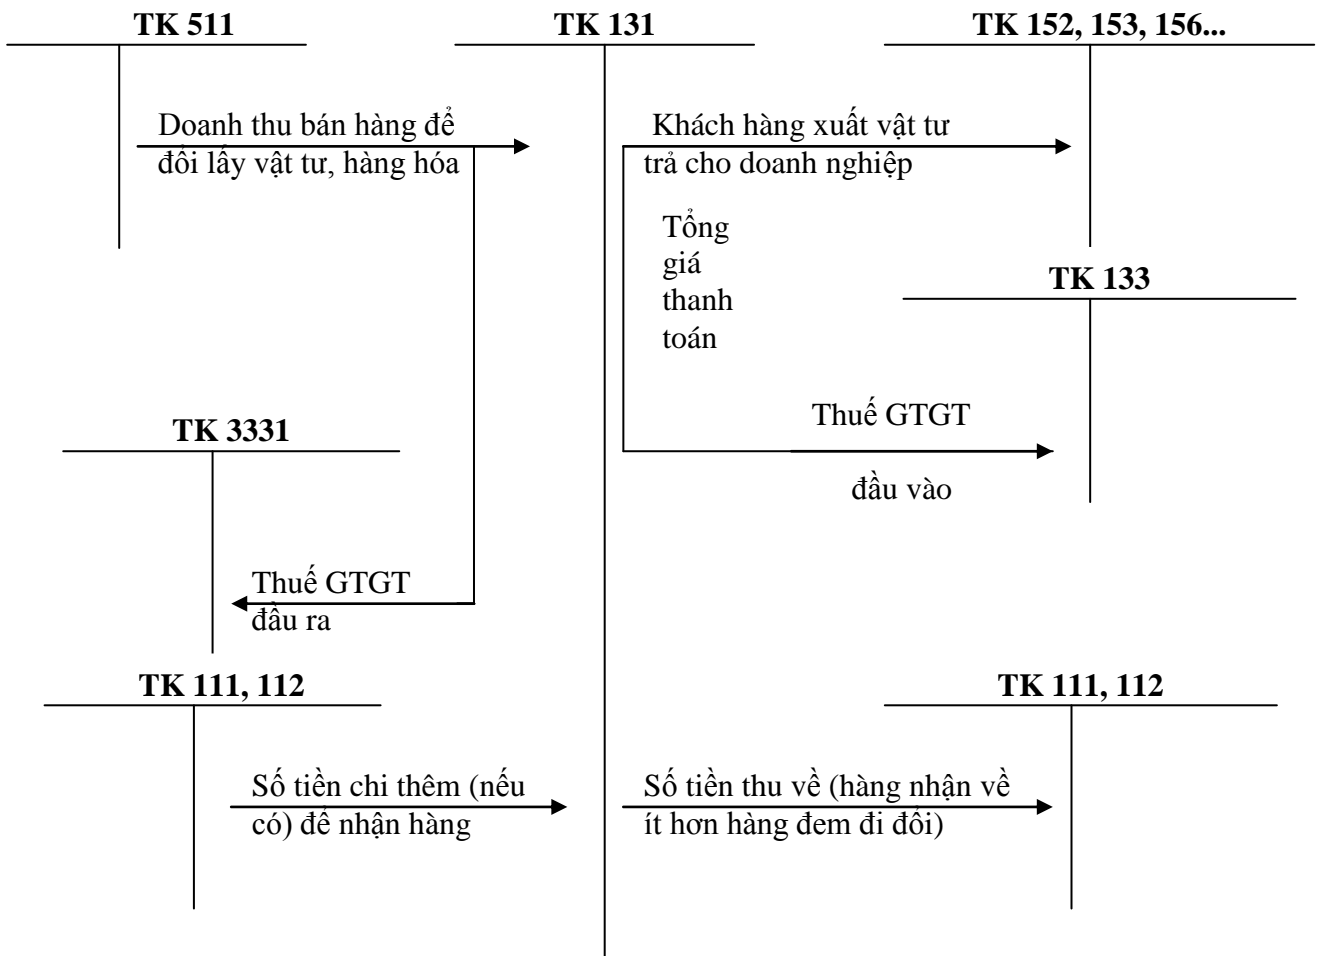 TK 511
TK 131
TK 152, 153, 156...
Doanh thu bán hàng để
đổi lấy vật tư, hàng hóa
Khách hàng xuất vật tư
trả cho doanh nghiệp
Tổng
giá
thanh
toán
TK 133
Thuế GTGT
đầu vào
TK 3331
Thuế GTGT
đầu ra
TK 111, 112
TK 111, 112
Số tiền chi thêm (nếu
có) để nhận hàng
Số tiền thu về (hàng nhận về
ít hơn hàng đem đi đổi)